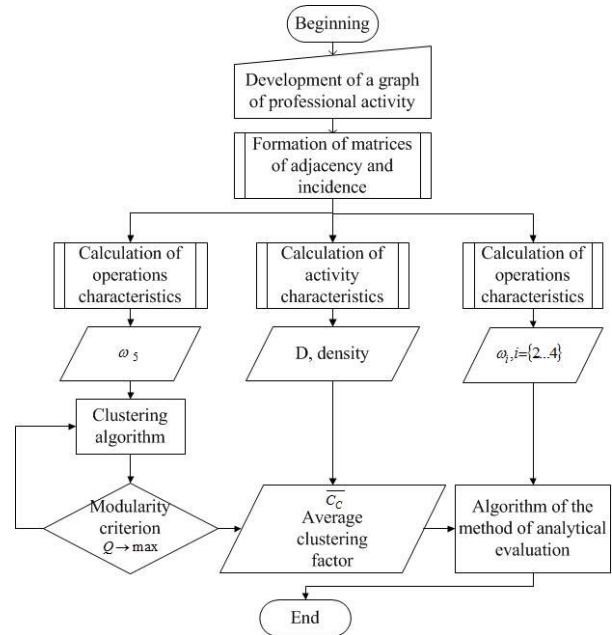 Beginning
Development of a graph
of professional activity
Formation of matrices
of adjacency and
incidence
Calculation of
operations
characteristics
Calculation of
activity
characteristics
Calculation of
operations
characteristics
ω 5
D, density
ωi,i={2...4}
Clustering
algorithm
Modularity
criterion
Q→max
CC
Average
clustering
factor
Algorithm of the
method of analytical
evaluation
End